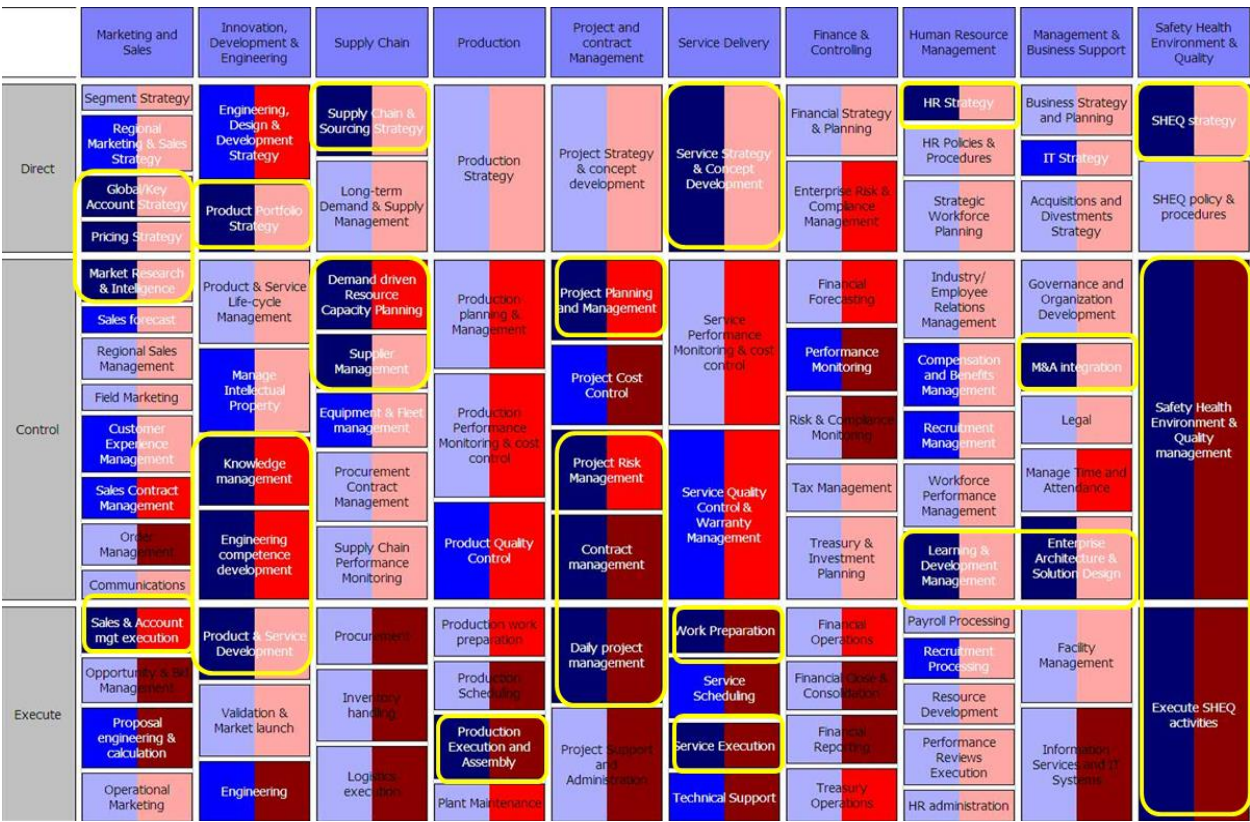 Marketing and
Sales
Innovation,
Development &
Engineering
Supply Chain
Production
Project and
contract
Management
Service Delivery
Finance &
Controlling
Human Resource
Management
Management &
Business Support
Safety Health
Environment &
Quality
Direct
Segment Strategy
Regional
Marketing & Sales
Strategy
Global/Key
Account Strategy
Pricing Strategy
Engineering,
Design &
Development
Strategy
Product Portfolio
Strategy
Supply Chain &
Sourcing Strategy
Long-term
Demand & Supply
Management
Production
Strategy
Project Strategy
& concept
development
Service Strategy
& Concept
Development
Financial Strategy
& Planning
Enterprise Risk &
Compliance
Management
HR Strategy
HR Policies &
Procedures
Strategic
Workforce
Planning
Business Strategy
and Planning
IT Strategy
Acquisitions and
Divestments
Strategy
SHEQ strategy
SHEQ policy &
procedures
Control
Market Research
& Intelligence
Sales forecast
Regional Sales
Management
Field Marketing
Customer
Experience
Management
Sales Contract
Management
Order
Management
Communications
Product & Service
Life-cycle
Management
Manage
Intellectual
Property
Knowledge
management
Engineering
competence
development
Demand driven
Resource
Capacity Planning
Supplier
Management
Equipment & Fleet
management
Procurement
Contract
Management
Supply Chain
Performance
Monitoring
Production
planning &
Management
Production
Performance
Monitoring & cost
control
Product Quality
Control
Project Planning
and Management
Project Cost
Control
Project Risk
Management
Contract
management
Service
Performance
Monitoring & cost
control
Service Quality
Control &
Warranty
Management
Financial
Forecasting
Performance
Monitoring
Risk & Compliance
Monitoring
Tax Management
Treasury &
Investment
Planning
Industry/
Employee
Relations
Management
Compensation
and Benefits
Management
Recruitment
Management
Workforce
Performance
Management
Learning &
Development
Management
Governance and
Organization
Development
M&A integration
Legal
Manage Time and
Attendance
Enterprise
Architecture &
Solution Design
Safety Health
Environment &
Quality
management
Execute
Sales & Account
mgt execution
Opportunity & Bid
Management
Proposal
engineering &
calculation
Operational
Marketing
Product & Service
Development
Validation &
Market launch
Engineering
Procurement
Inventory
handling
Logistics
execution
Production work
preparation
Production
Scheduling
Production
Execution and
Assembly
Plant Maintenance
Daily project
management
Project Support
and
Administration
Work Preparation
Service
Scheduling
Service Execution
Technical Support
Financial
Operations
Financial Close &
Consolidation
Financial
Reporting
Treasury
Operations
Payroll Processing
Recruitment
Processing
Resource
Development
Performance
Reviews
Execution
HR administration
Facility
Management
Information
Services and IT
Systems
Execute SHEQ
activities